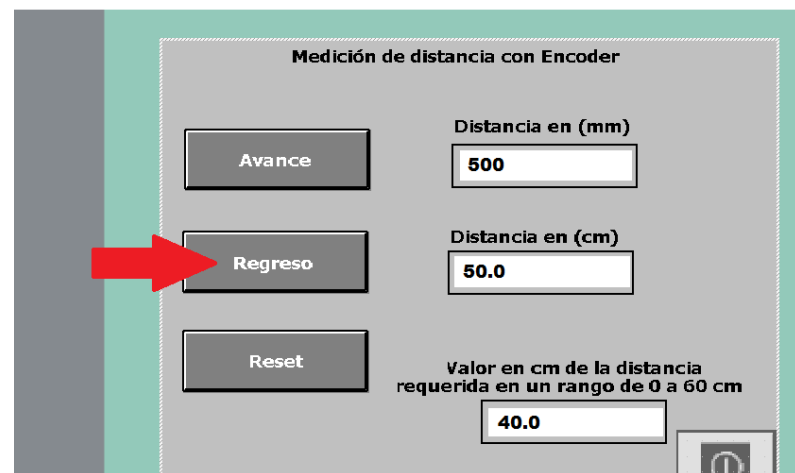 Medición de distancia con Encoder
Avance
Distancia en (mm)
500
Regreso
Distancia en (cm)
50.0
Reset
Valor en cm de la distancia
requerida en un rango de 0 a 60 cm
40.0